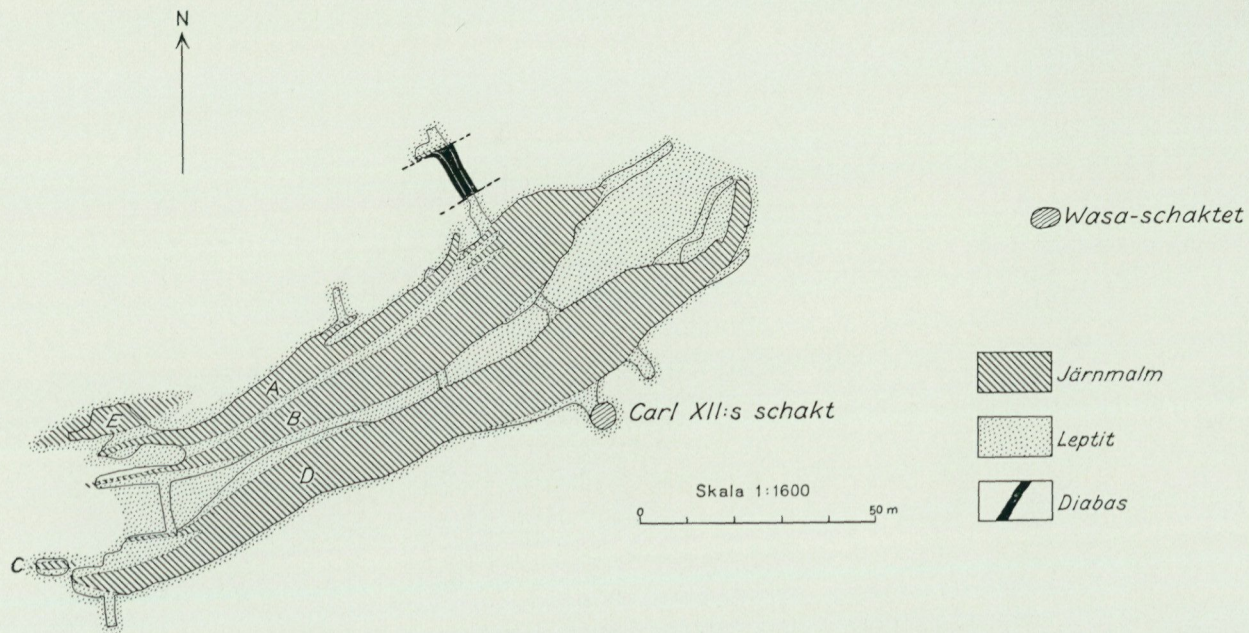 N
Wasa-schaktet
A
B
E
Carl XII:s schakt
D
C
Skala 1:1600
0 50 m
Järnmalm
Leptit
Diabas